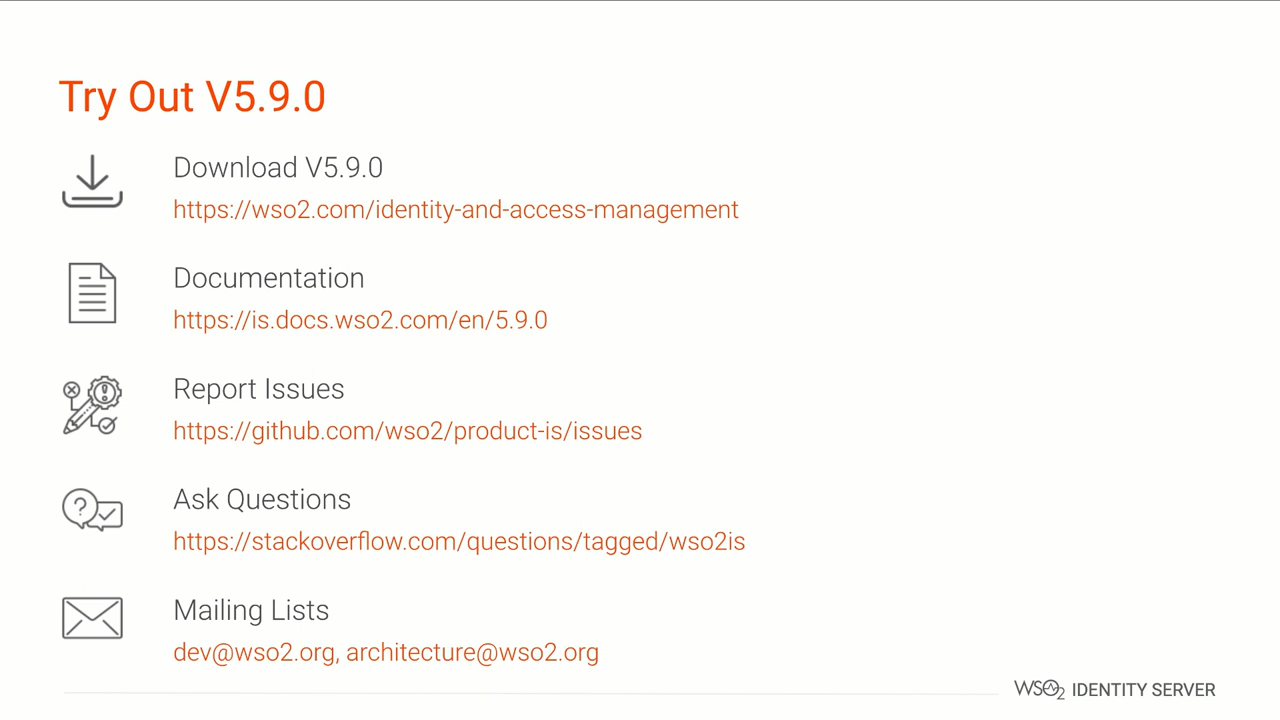 Try Out V5.9.0
Download V5.9.0
https://wso2.com/identity-and-access-management
Documentation
https://is.docs.wso2.com/en/5.9.0
Report Issues
https://github.com/wso2/product-is/issues
Ask Questions
https://stackoverflow.com/questions/tagged/wso2is
Mailing Lists
dev@wso2.org, architecture@wso2.org
WSO2 IDENTITY SERVER